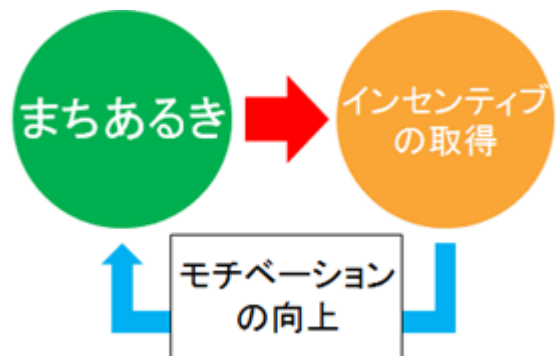 まちあるき
インセンティブ
の取得
モチベーション
の向上